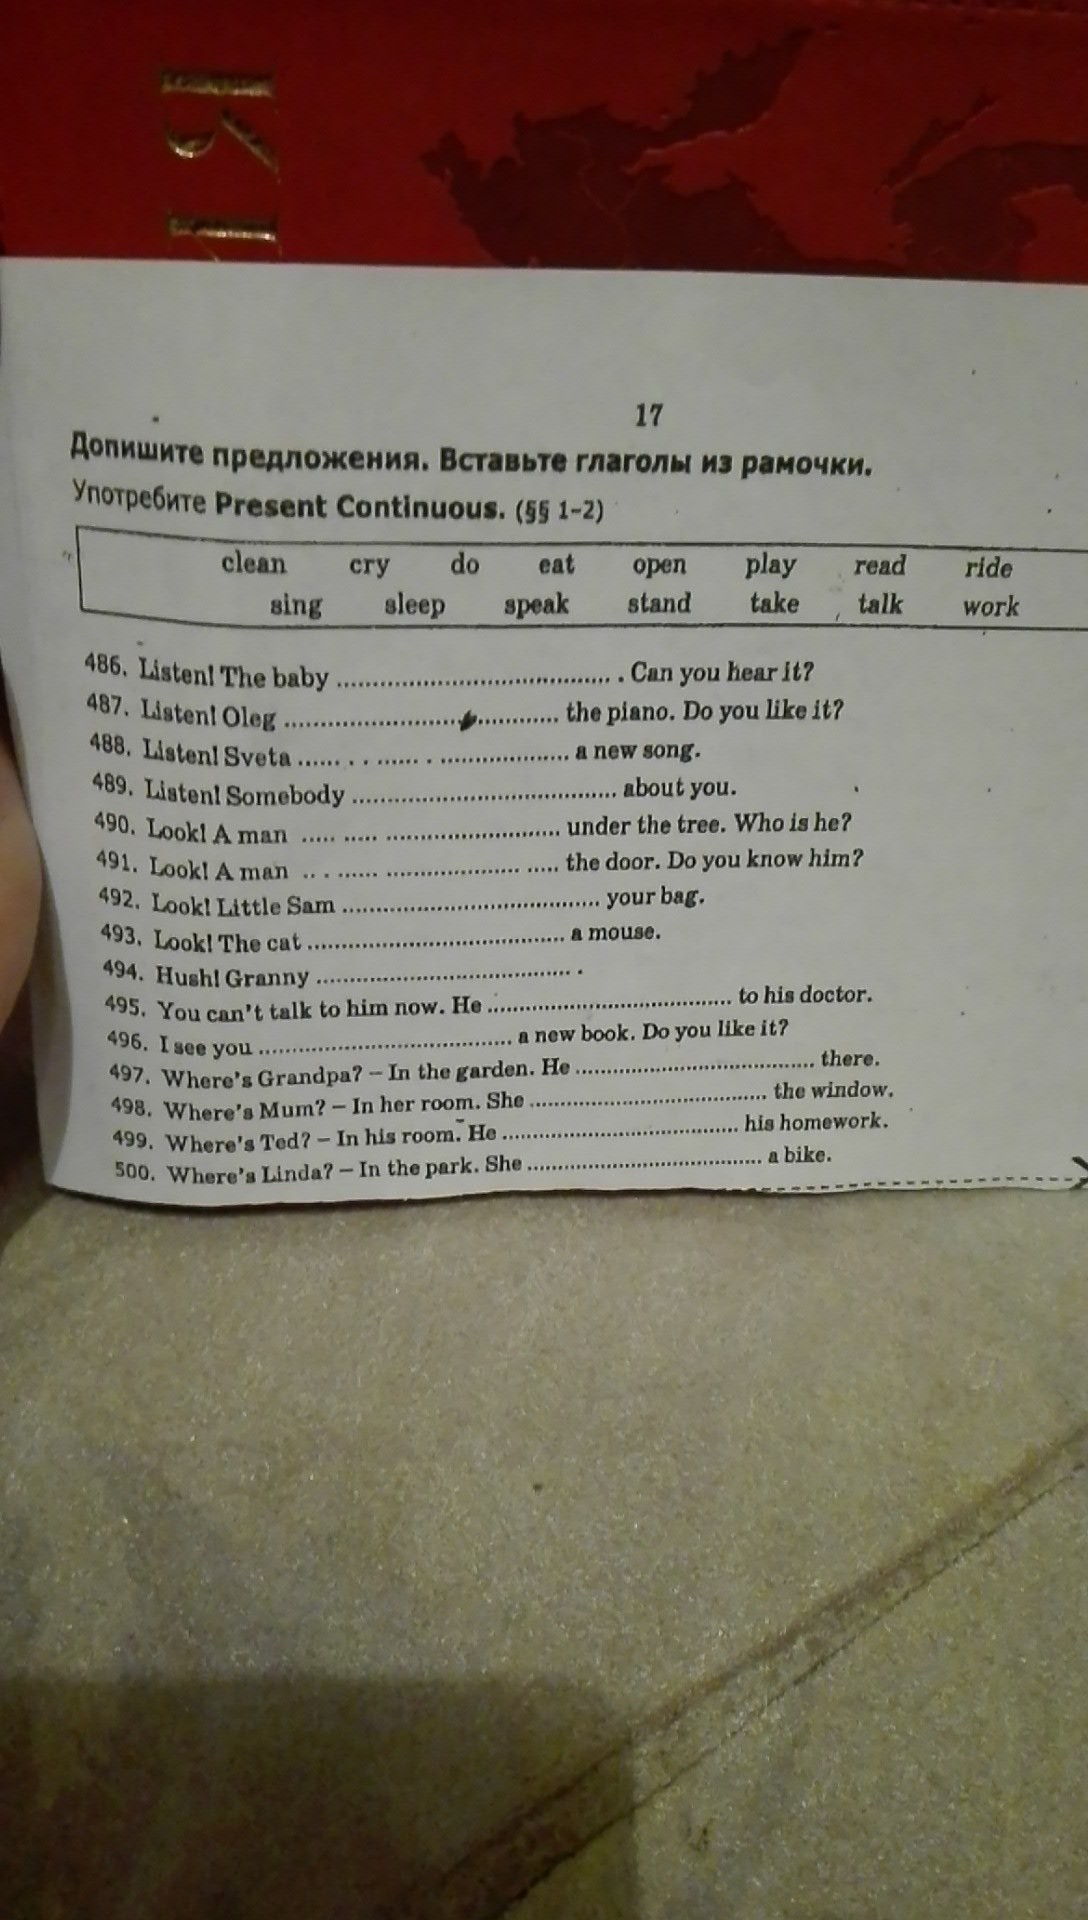 К
17
Допишите предложения. Вставьте глаголы из рамочки.
Употребите Present Continuous. (§§ 1–2)
clean cry do eat open play read ride
sing sleep speak stand take talk work
486. Listen! The baby ........................................ . Can you hear it?
487. Listen! Oleg ........................................ the piano. Do you like it?
488. Listen! Sveta ........................................ a new song.
489. Listen! Somebody ........................................ about you.
490. Look! A man ........................................ under the tree. Who is he?
491. Look! A man ........................................ the door. Do you know him?
492. Look! Little Sam ........................................ your bag.
493. Look! The cat ........................................ a mouse.
494. Hush! Granny ........................................ .
495. You can't talk to him now. He ...................................... to his doctor.
496. I see you ...................................... a new book. Do you like it?
497. Where's Grandpa? – In the garden. He ...................................... there.
498. Where's Mum? – In her room. She ...................................... the window.
499. Where's Ted? – In his room. He ...................................... his homework.
500. Where's Linda? – In the park. She ...................................... a bike.